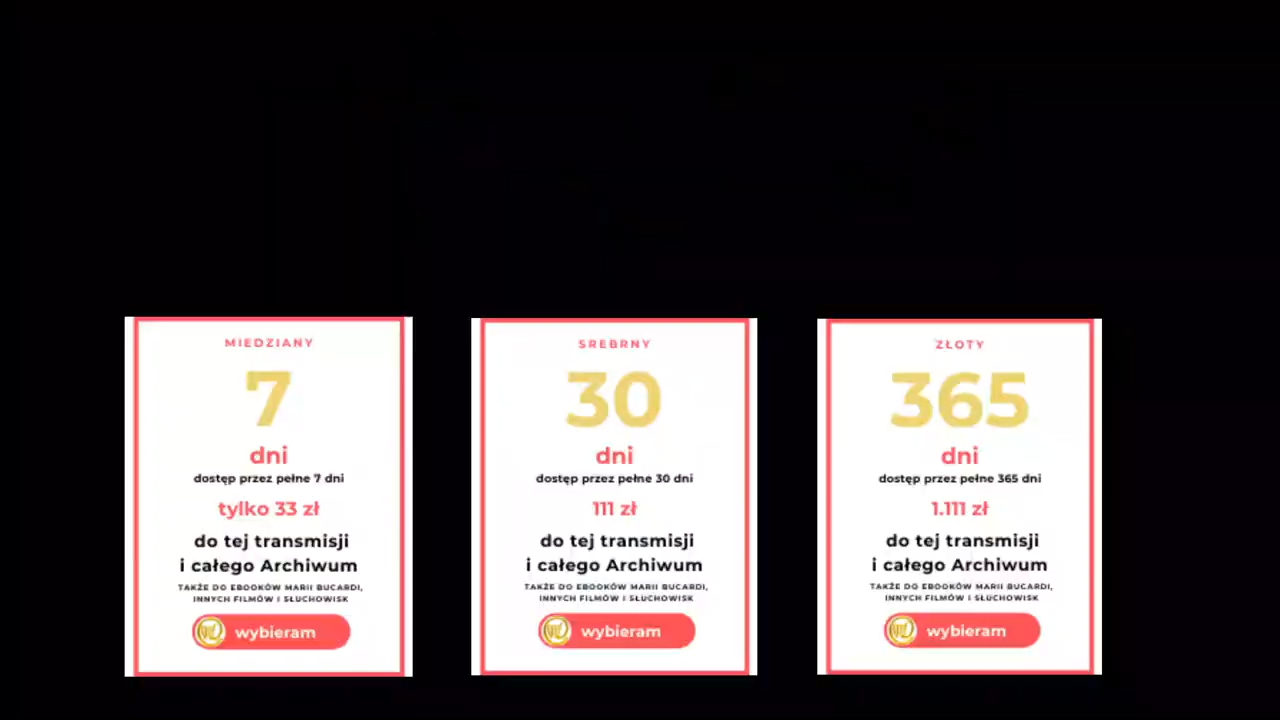 MIEDZIANY
7
dni
dostęp przez pełne 7 dni
tylko 33 zł
do tej transmisji
i całego Archiwum
TAKŻE DO EBOOKÓW MARII BUCARDI,
INNYCH FILMÓW I SŁUCHOWISK
wybieram
SREBRNY
30
dni
dostęp przez pełne 30 dni
111 zł
do tej transmisji
i całego Archiwum
TAKŻE DO EBOOKÓW MARII BUCARDI,
INNYCH FILMÓW I SŁUCHOWISK
wybieram
ZŁOTY
365
dni
dostęp przez pełne 365 dni
1.111 zł
do tej transmisji
i całego Archiwum
TAKŻE DO EBOOKÓW MARII BUCARDI,
INNYCH FILMÓW I SŁUCHOWISK
wybieram